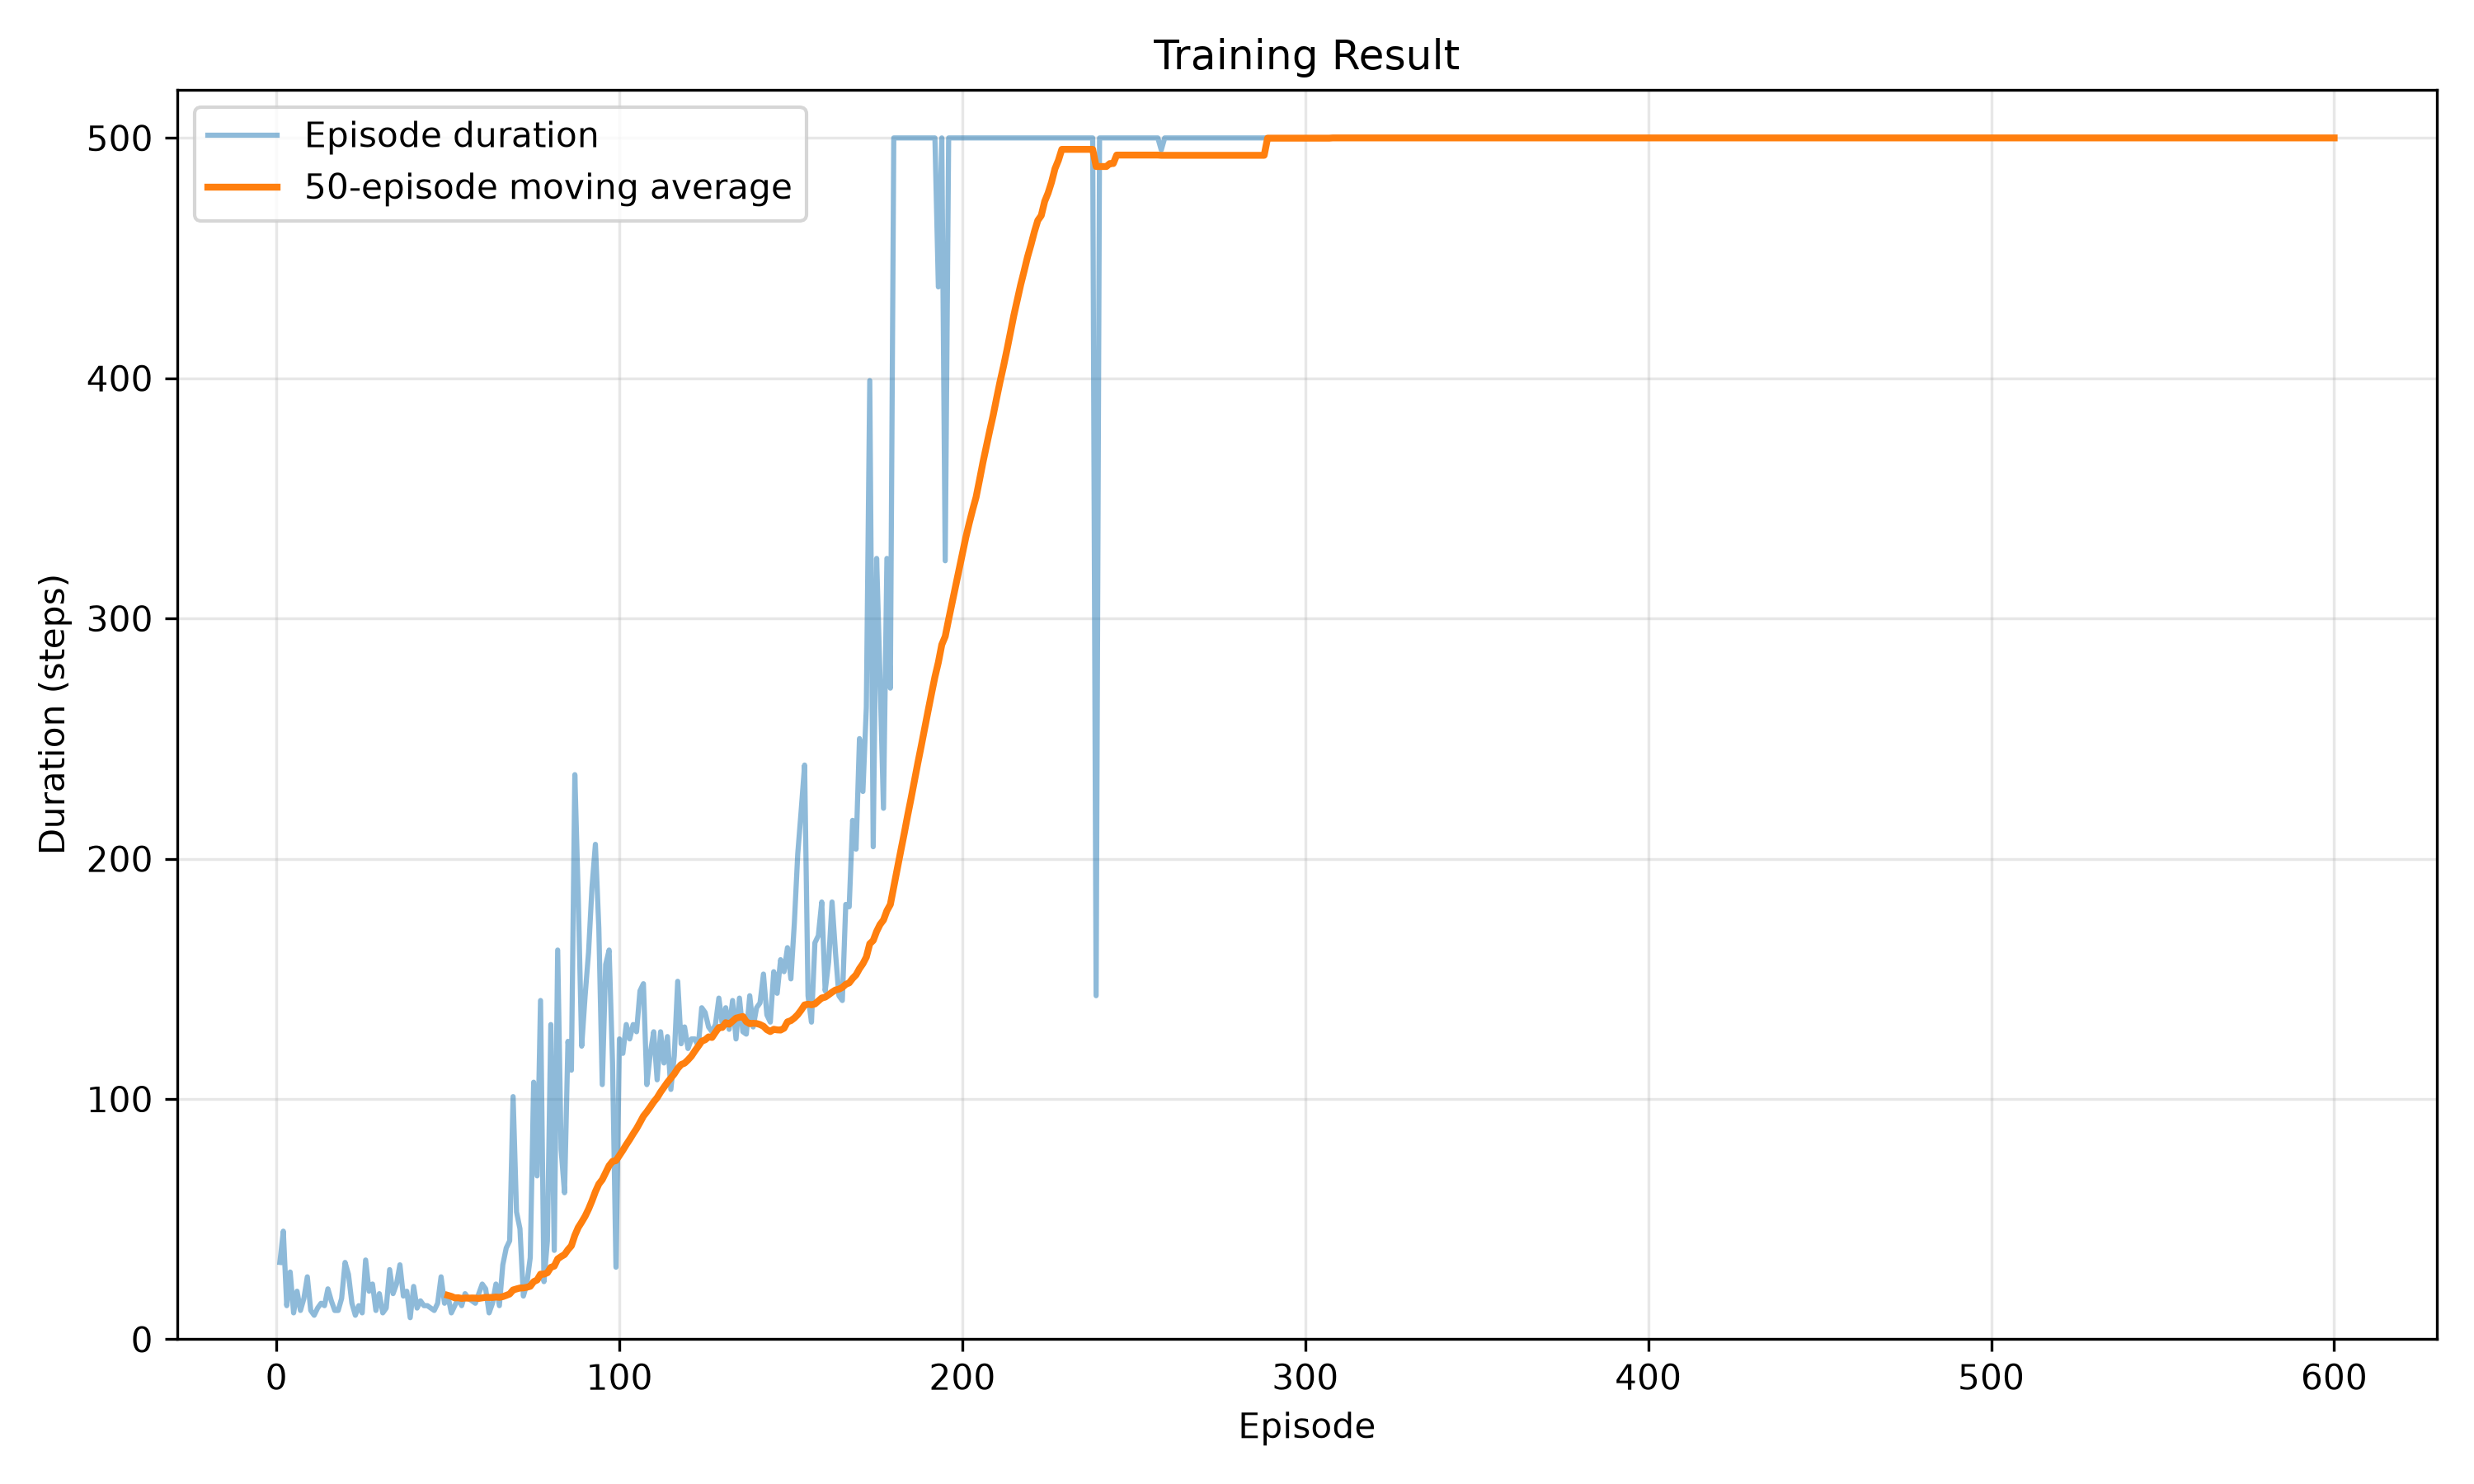 Training Result
Episode duration
50-episode moving average
Duration (steps)
500
400
300
200
100
0
0 100 200 300 400 500 600
Episode